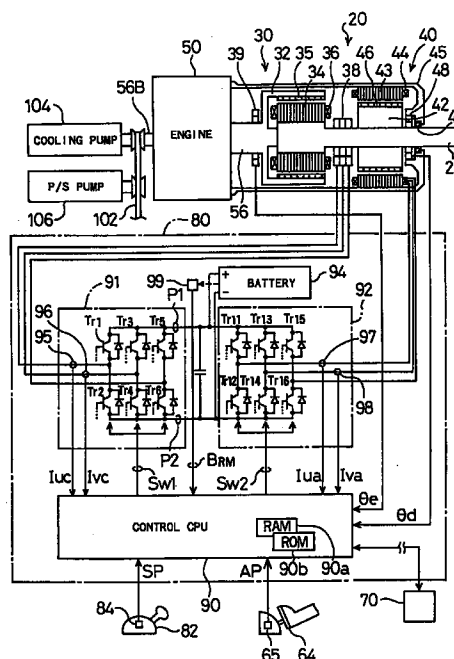 20
50
30
40
39 32 35 36 46 43 44 45
34 38 48
42
104 56B
COOLING PUMP
ENGINE
P/S PUMP
106 102 56
80
91 99 BATTERY 94
+
-
92
96
95
P1
Tr1 Tr3 Tr5
Tr11 Tr13 Tr15
97
Tr2 Tr4 Tr6
Tr12 Tr14 Tr16
98
P2
Iuc Ivc SW1 BRM SW2 Iua Iva
θe
θd
CONTROL CPU
RAM
ROM
SP 90 AP 90b 90a
84
82
65 64
70